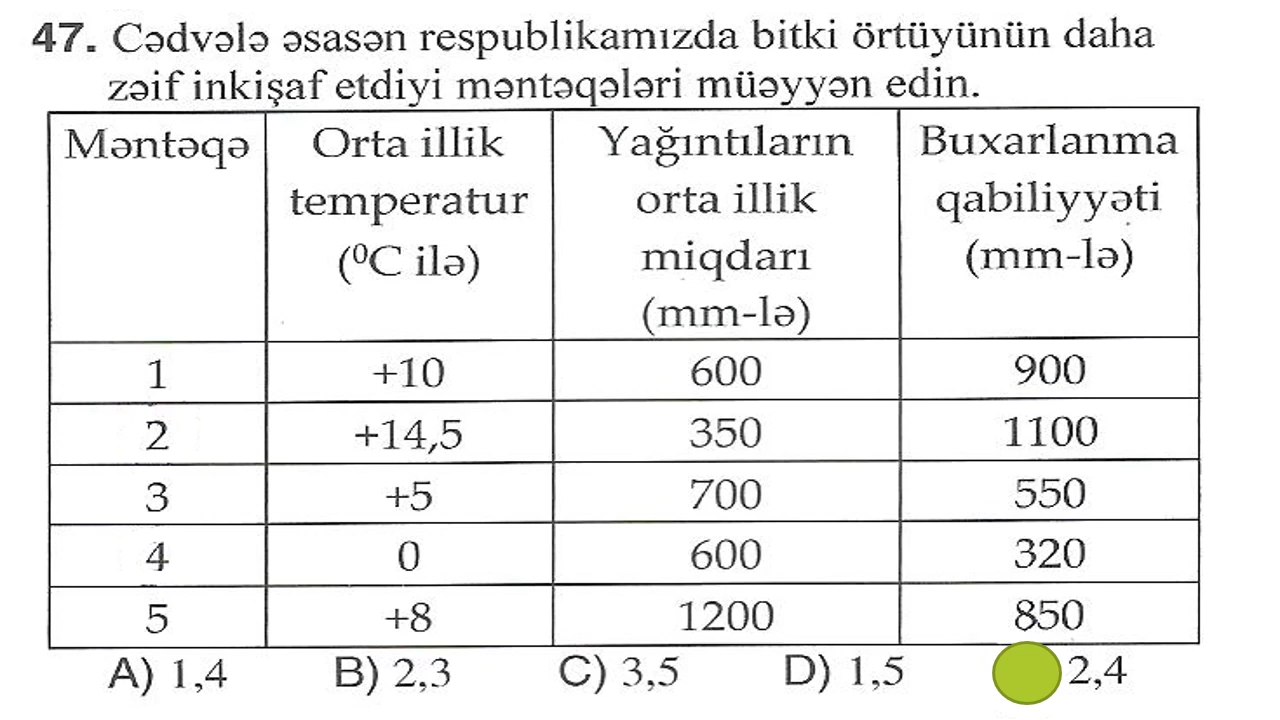 47. Cədvələ əsasən respublikamızda bitki örtüyünün daha
zəif inkişaf etdiyi məntəqələri müəyyən edin.
Məntəqə Orta illik temperatur (⁰C ilə) Yağıntıların orta illik miqdarı (mm-lə) Buxarlanma qabiliyyəti (mm-lə)
1 +10 600 900
2 +14,5 350 1100
3 +5 700 550
4 0 600 320
5 +8 1200 850
A) 1,4 B) 2,3 C) 3,5 D) 1,5 2,4